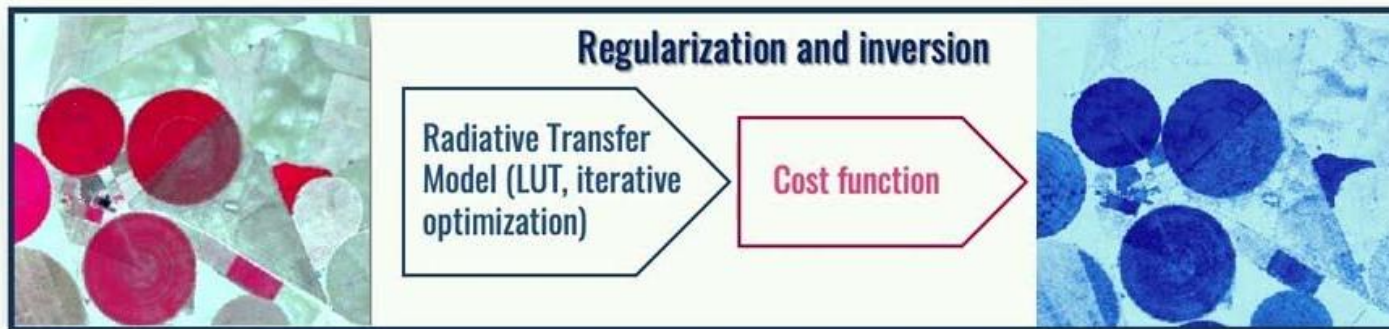 Regularization and inversion
Radiative Transfer
Model (LUT, iterative
optimization)
Cost function